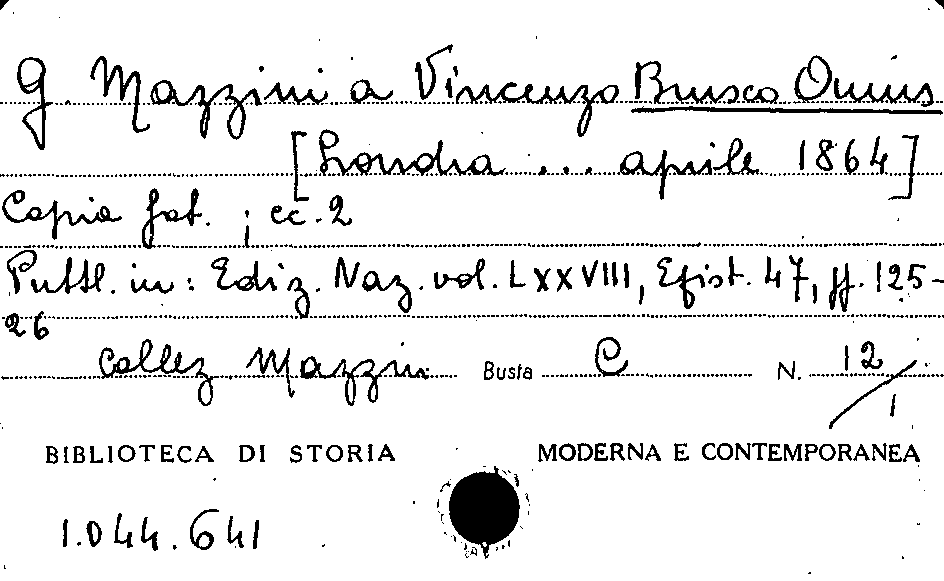 G. Mazzini a Vincenzo Brusco Onnis
[Londra ... aprile 1864]
Copia fot. ; cc. 2
Pubbl. in: Ediz. Naz. vol. LXXVIII, Epist. 47, pp. 125-
26
Collez Mazzini Busta C N. 12/1
BIBLIOTECA DI STORIA MODERNA E CONTEMPORANEA
1.044.641